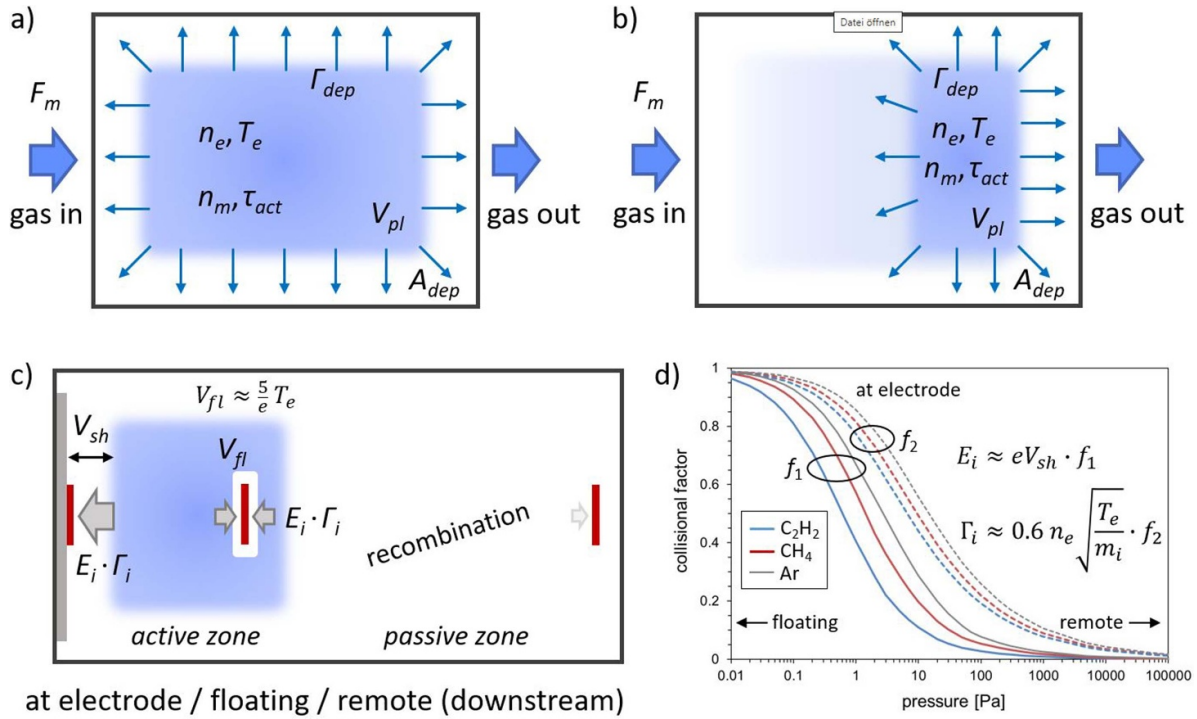 a)
F_m
gas in
Γ_dep
n_e, T_e
n_m, τ_act
V_pl
A_dep
gas out
b)
Datei öffnen
F_m
gas in
Γ_dep
n_e, T_e
n_m, τ_act
V_pl
A_dep
gas out
c)
V_fl ≈ 5/e T_e
V_sh
V_fl
E_i · Γ_i
E_i · Γ_i
recombination
active zone
passive zone
at electrode / floating / remote (downstream)
d)
collisional factor
1
0.8
0.6
0.4
0.2
0
at electrode
f_1
f_2
E_i ≈ eV_sh · f_1
Γ_i ≈ 0.6 n_e √(T_e/m_i) · f_2
C₂H₂
CH₄
Ar
floating
remote
0.01
0.1
1
10
100
1000
10000
100000
pressure [Pa]